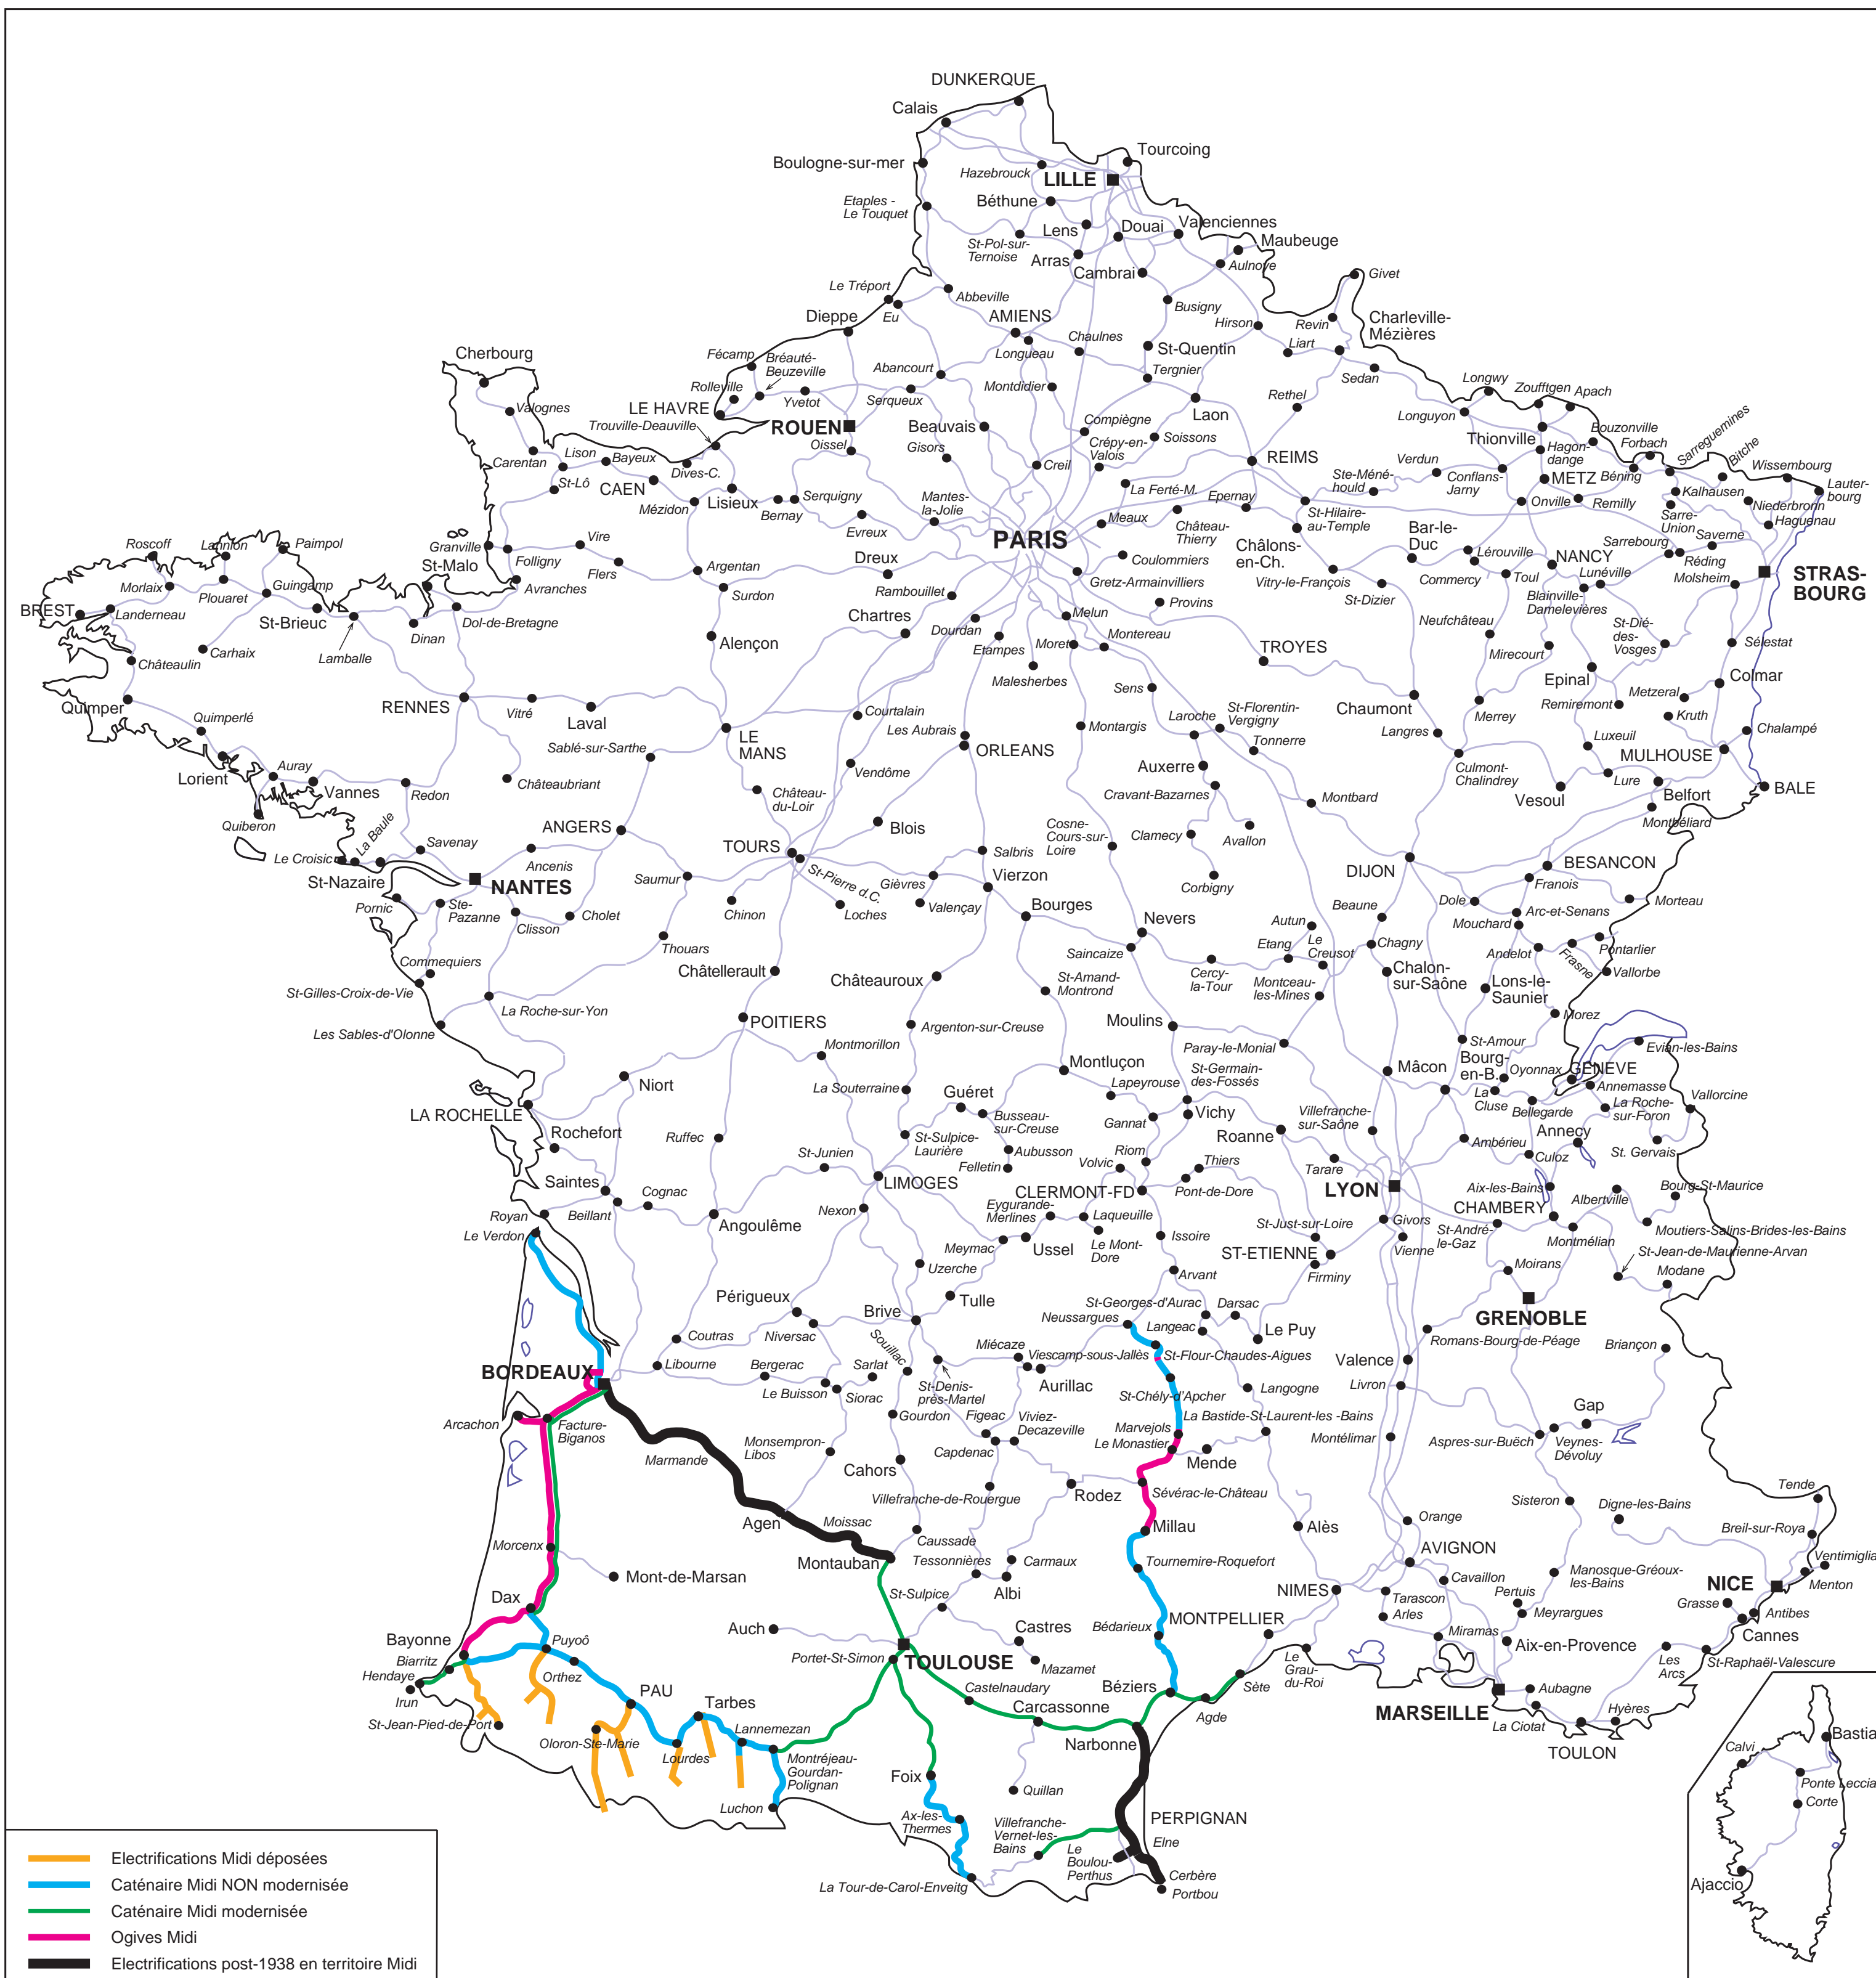 DUNKERQUE
Calais
Tourcoing
Boulogne-sur-mer
Hazebrouck
LILLE
Etaples -
Le Touquet
Béthune
Valenciennes
Lens
Douai
Maubeuge
St-Pol-sur-
Ternoise
Arras
Aulnoye
Cambrai
Givet
Le Tréport
Abbeville
Eu
Busigny
Dieppe
AMIENS
Hirson
Revin
Charleville-
Mézières
Chaulnes
Liart
Longueau
St-Quentin
Cherbourg
Fécamp
Bréauté-
Beuzeville
Abancourt
Tergnier
Sedan
Rolleville
Montdidier
Longwy
Zoufftgen
Apach
Yvetot
Serqueux
Rethel
Valognes
LE HAVRE
Laon
Longuyon
Trouville-Deauville
ROUEN
Beauvais
Compiègne
Bouzonville
Sarreguemines
Thionville
Forbach
Bitche
Oissel
Gisors
Crépy-en-
Valois
Soissons
Hagon-
dange
Carentan
Lison
Bayeux
Dives-C.
Creil
REIMS
Verdun
Wissembourg
Ste-Méné-
hould
Conflans-
Jarny
METZ
Béning
St-Lô
CAEN
La Ferté-M.
Epernay
Kalhausen
Lauter-
bourg
Mézidon
Lisieux
Serquigny
Mantes-
la-Jolie
Onville
Remilly
Niederbronn
Bernay
Meaux
Château-
Thierry
St-Hilaire-
au-Temple
Sarre-
Union
Haguenau
Evreux
Bar-le-
Duc
Roscoff
Lannion
Paimpol
Granville
Vire
PARIS
Châlons-
en-Ch.
Sarrebourg
Saverne
Folligny
Coulommiers
Lérouville
NANCY
Réding
St-Malo
Flers
Argentan
Dreux
Morlaix
Guingamp
Gretz-Armainvilliers
Vitry-le-François
Commercy
Toul
Lunéville
Molsheim
STRAS-
BOURG
Plouaret
Avranches
Surdon
Rambouillet
St-Dizier
Blainville-
Damelevières
BREST
Landerneau
St-Brieuc
Dol-de-Bretagne
Chartres
Melun
Provins
Neufchâteau
Dinan
Dourdan
Montereau
St-Dié-
des-
Vosges
Carhaix
Lamballe
Alençon
Etampes
Moret
TROYES
Mirecourt
Sélestat
Châteaulin
Malesherbes
Epinal
Colmar
Sens
Metzeral
Quimper
RENNES
Chaumont
Remiremont
Quimperlé
Vitré
Laval
Courtalain
Montargis
Laroche
St-Florentin-
Vergigny
Merrey
Kruth
Les Aubrais
Langres
Chalampé
LE
MANS
Tonnerre
Luxeuil
Sablé-sur-Sarthe
ORLEANS
MULHOUSE
Auray
Vendôme
Auxerre
Culmont-
Chalindrey
Lorient
Châteaubriant
Lure
Vannes
Redon
Château-
du-Loir
Cravant-Bazarnes
Montbard
Vesoul
Belfort
BALE
Quiberon
La Baule
ANGERS
Blois
Cosne-
Cours-sur-
Loire
Clamecy
Montbéliard
Savenay
Avallon
TOURS
Salbris
Le Croisic
Ancenis
DIJON
BESANCON
St-Nazaire
NANTES
Saumur
St-Pierre d.C.
Gièvres
Vierzon
Corbigny
Franois
Pornic
Ste-
Pazanne
Chinon
Loches
Valençay
Bourges
Beaune
Dole
Arc-et-Senans
Morteau
Clisson
Cholet
Nevers
Autun
Mouchard
Thouars
Saincaize
Etang
Le
Creusot
Chagny
Andelot
Pontarlier
Commequiers
Châtellerault
Châteauroux
Cercy-
la-Tour
Frasne
Vallorbe
St-Amand-
Montrond
Montceau-
les-Mines
Chalon-
sur-Saône
Lons-le-
Saunier
St-Gilles-Croix-de-Vie
La Roche-sur-Yon
Morez
POITIERS
Argenton-sur-Creuse
Moulins
Les Sables-d'Olonne
Montmorillon
Paray-le-Monial
St-Amour
Evian-les-Bains
Montluçon
Mâcon
Bourg-
en-B.
Oyonnax
GENEVE
Niort
La Souterraine
Lapeyrouse
St-Germain-
des-Fossés
Annemasse
Guéret
La
Cluse
Vallorcine
LA ROCHELLE
Busseau-
sur-Creuse
Vichy
Villefranche-
sur-Saône
Bellegarde
La Roche-
sur-Foron
Gannat
Rochefort
Ruffec
St-Sulpice-
Laurière
Roanne
Annecy
St-Junien
Aubusson
Riom
Ambérieu
Felletin
Volvic
Thiers
Tarare
Culoz
St. Gervais
Saintes
LIMOGES
CLERMONT-FD
Pont-de-Dore
LYON
Aix-les-Bains
Bourg-St-Maurice
Cognac
Eygurande-
Merlines
Albertville
Royan
Beillant
Nexon
Laqueuille
CHAMBERY
Angoulême
St-Just-sur-Loire
Givors
Le Verdon
Le Mont-
Dore
Issoire
St-André-
le-Gaz
Moutiers-Salins-Brides-les-Bains
Meymac
Ussel
ST-ETIENNE
Vienne
Montmélian
St-Jean-de-Maurienne-Arvan
Uzerche
Moirans
Modane
Arvant
Firminy
Périgueux
Tulle
St-Georges-d'Aurac
Darsac
Brive
Neussargues
GRENOBLE
Langeac
Le Puy
Coutras
Niversac
Souillac
Miécaze
Romans-Bourg-de-Péage
Briançon
Viescamp-sous-Jallès
St-Flour-Chaudes-Aigues
Valence
Libourne
Bergerac
Sarlat
BORDEAUX
Le Buisson
Siorac
St-Denis-
près-Martel
Aurillac
St-Chély-d'Apcher
Langogne
Livron
Gap
Arcachon
Facture-
Biganos
Gourdon
Figeac
Viviez-
Decazeville
Marvejols
La Bastide-St-Laurent-les -Bains
Monsempron-
Libos
Capdenac
Le Monastier
Montélimar
Aspres-sur-Buëch
Veynes-
Dévoluy
Marmande
Cahors
Mende
Villefranche-de-Rouergue
Rodez
Sévérac-le-Château
Tende
Sisteron
Digne-les-Bains
Agen
Moissac
Caussade
Millau
Alès
Orange
Breil-sur-Roya
Morcenx
Montauban
Tessonnières
Carmaux
Tournemire-Roquefort
AVIGNON
Ventimiglia
Mont-de-Marsan
Albi
Cavaillon
Manosque-Gréoux-
les-Bains
NICE
Menton
Dax
St-Sulpice
NIMES
Tarascon
Pertuis
Grasse
Auch
Castres
Bédarieux
MONTPELLIER
Arles
Meyrargues
Antibes
Bayonne
Puyoô
Miramas
Cannes
Biarritz
Portet-St-Simon
TOULOUSE
Mazamet
Aix-en-Provence
Hendaye
Orthez
Le
Grau-
du-Roi
Les
Arcs
St-Raphaël-Valescure
Irun
PAU
Tarbes
Castelnaudary
Béziers
Sète
Aubagne
Carcassonne
MARSEILLE
St-Jean-Pied-de-Port
Lannemezan
Agde
La Ciotat
Hyères
Oloron-Ste-Marie
Lourdes
Narbonne
TOULON
Bastia
Montréjeau-
Gourdan-
Polignan
Calvi
Foix
Quillan
Ponte Leccia
Luchon
Ax-les-
Thermes
Villefranche-
Vernet-les-
Bains
PERPIGNAN
Corte
Elne
Le
Boulou-
Perthus
Cerbère
La Tour-de-Carol-Enveitg
Portbou
Ajaccio
Electrifications Midi déposées
Caténaire Midi NON modernisée
Caténaire Midi modernisée
Ogives Midi
Electrifications post-1938 en territoire Midi